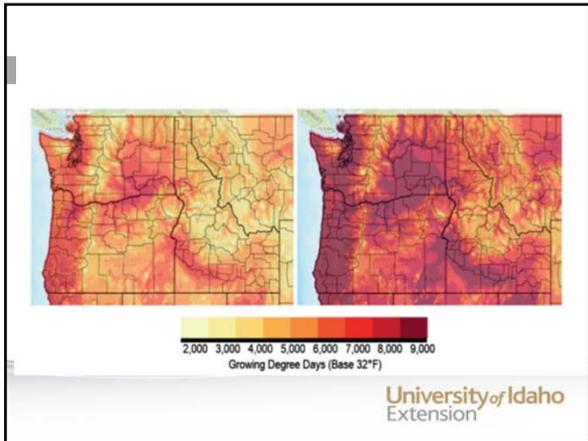 2,000 3,000 4,000 5,000 6,000 7,000 8,000 9,000
Growing Degree Days (Base 32°F)
University of Idaho
Extension